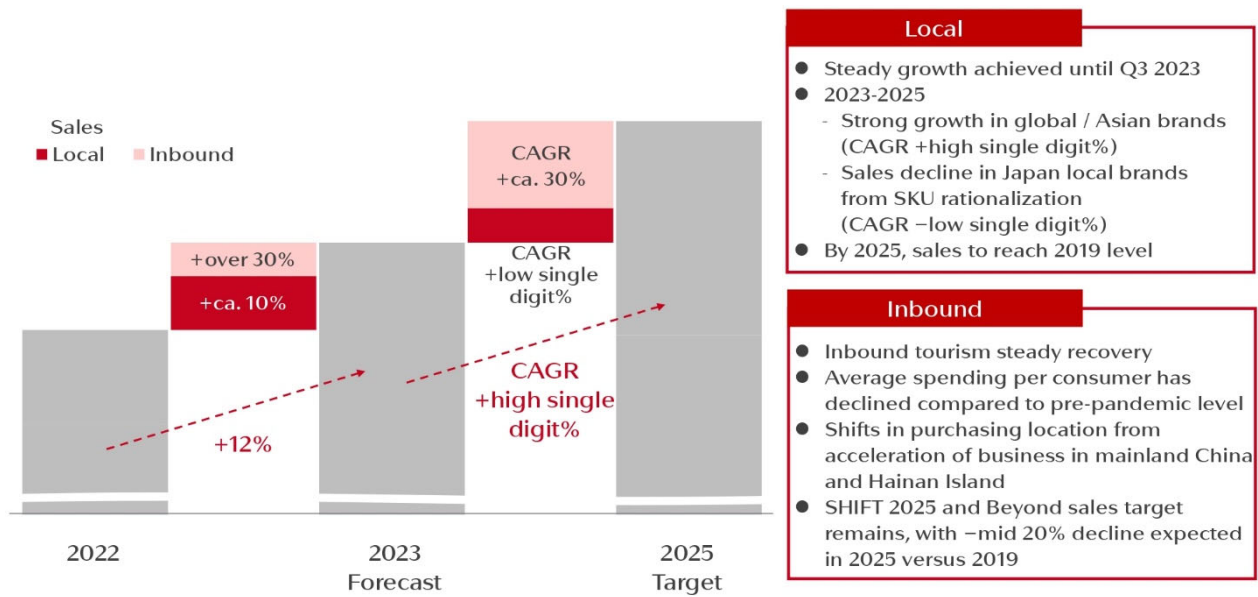 Sales
Local
Inbound
+over 30%
+ca. 10%
+12%
CAGR
+ca. 30%
CAGR
+low single
digit%
CAGR
+high single
digit%
2022
2023
Forecast
2025
Target
Local
● Steady growth achieved until Q3 2023
● 2023-2025
- Strong growth in global / Asian brands
(CAGR +high single digit%)
- Sales decline in Japan local brands
from SKU rationalization
(CAGR −low single digit%)
● By 2025, sales to reach 2019 level
Inbound
● Inbound tourism steady recovery
● Average spending per consumer has
declined compared to pre-pandemic level
● Shifts in purchasing location from
acceleration of business in mainland China
and Hainan Island
● SHIFT 2025 and Beyond sales target
remains, with −mid 20% decline expected
in 2025 versus 2019